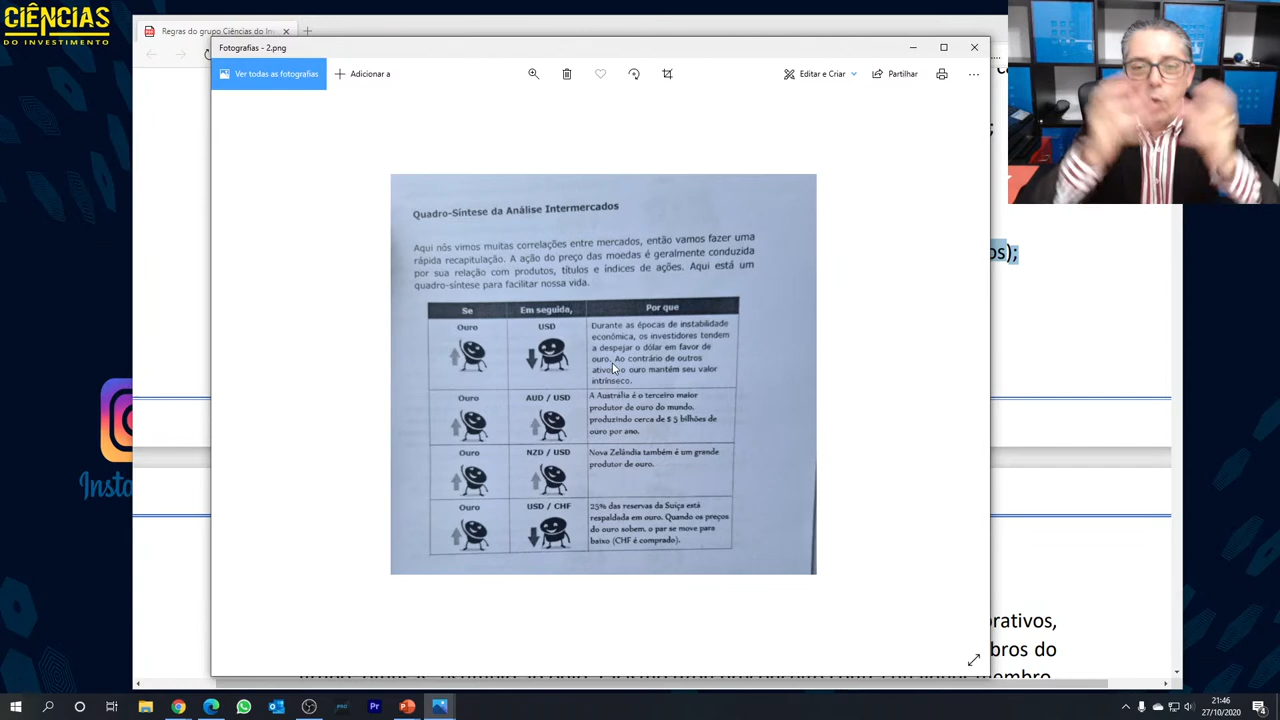 CIÊNCIAS
DO INVESTIMENTO
Regras do grupo Ciências do In
Fotografias - 2.png
Ver todas as fotografias
Adicionar a
Editar e Criar
Partilhar
Quadro-Síntese da Análise Intermercados
Aqui nós vimos muitas correlações entre mercados, então vamos fazer uma
rápida recapitulação. A ação do preço das moedas é geralmente conduzida
por sua relação com produtos, títulos e índices de ações. Aqui está um
quadro-síntese para facilitar nossa vida.
Se Em seguida, Por que
Ouro USD
Durante as épocas de instabilidade
econômica, os investidores tendem
a despejar o dólar em favor de
ouro. Ao contrário de outros
ouro mantém seu valor
intrínseco.
Ouro AUD / USD
A Austrália é o terceiro maior
produtor de ouro do mundo,
produzindo cerca de $ 5 bilhões de
ouro por ano.
Ouro NZD / USD
Nova Zelândia também é um grande
produtor de ouro.
Ouro USD / CHF
25% das reservas da Suíça está
respaldada em ouro. Quando os preços
do ouro sobem, o par se move para
baixo (CHF é comprado).
os);
Insta
rativos,
bros do
membro
21:46
27/10/2020
4